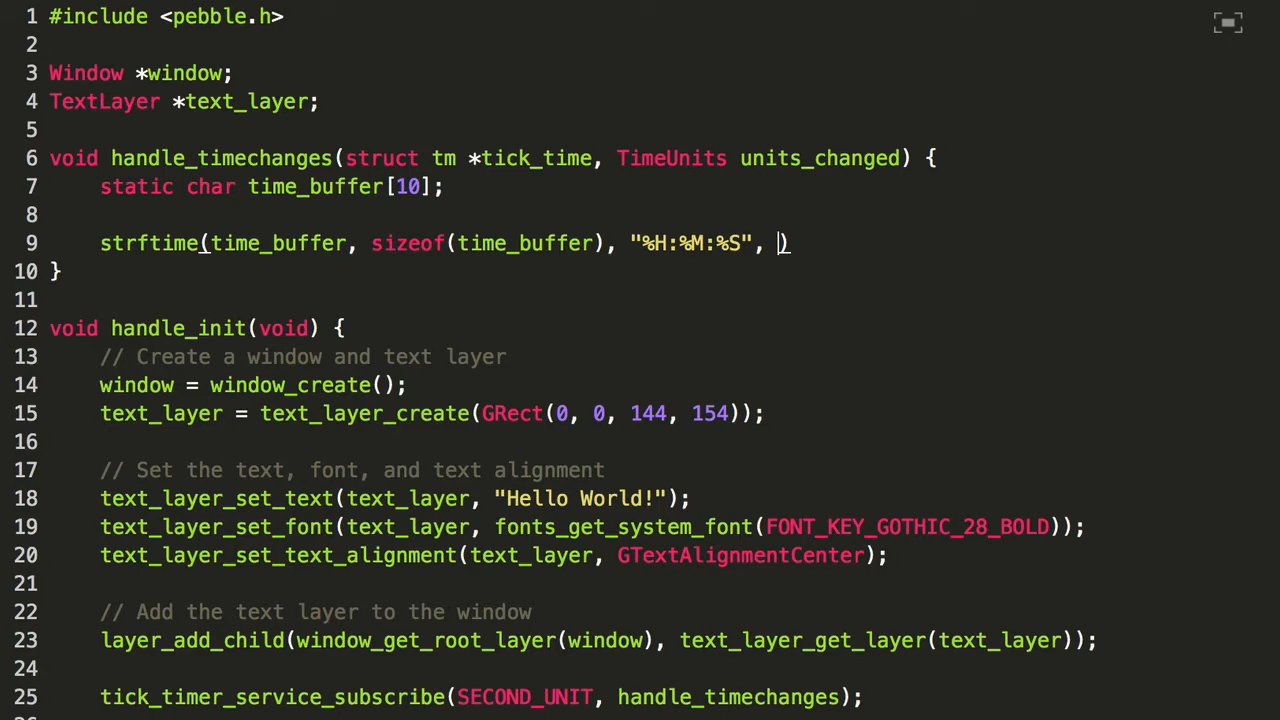 1 #include <pebble.h>
2
3 Window *window;
4 TextLayer *text_layer;
5
6 void handle_timechanges(struct tm *tick_time, TimeUnits units_changed) {
7     static char time_buffer[10];
8
9     strftime(time_buffer, sizeof(time_buffer), "%H:%M:%S", )
10 }
11
12 void handle_init(void) {
13     // Create a window and text layer
14     window = window_create();
15     text_layer = text_layer_create(GRect(0, 0, 144, 154));
16
17     // Set the text, font, and text alignment
18     text_layer_set_text(text_layer, "Hello World!");
19     text_layer_set_font(text_layer, fonts_get_system_font(FONT_KEY_GOTHIC_28_BOLD));
20     text_layer_set_text_alignment(text_layer, GTextAlignmentCenter);
21
22     // Add the text layer to the window
23     layer_add_child(window_get_root_layer(window), text_layer_get_layer(text_layer));
24
25     tick_timer_service_subscribe(SECOND_UNIT, handle_timechanges);